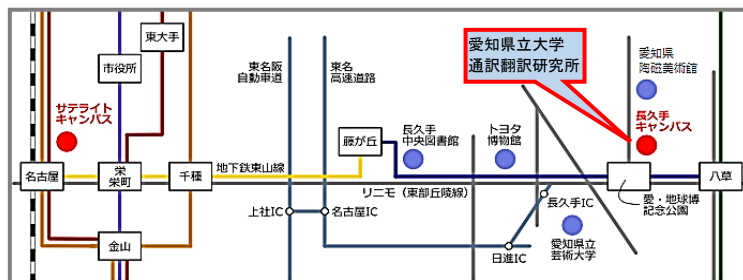 東大手
市役所
サテライト
キャンパス
名古屋
栄
栄町
千種
金山
地下鉄東山線
東名阪
自動車道
東名
高速道路
上社IC
名古屋IC
藤が丘
長久手
中央図書館
トヨタ
博物館
リニモ（東部丘陵線）
日進IC
長久手IC
愛知県立
芸術大学
愛知県立大学
通訳翻訳研究所
愛知県
陶磁美術館
長久手
キャンパス
愛・地球博
記念公園
八草